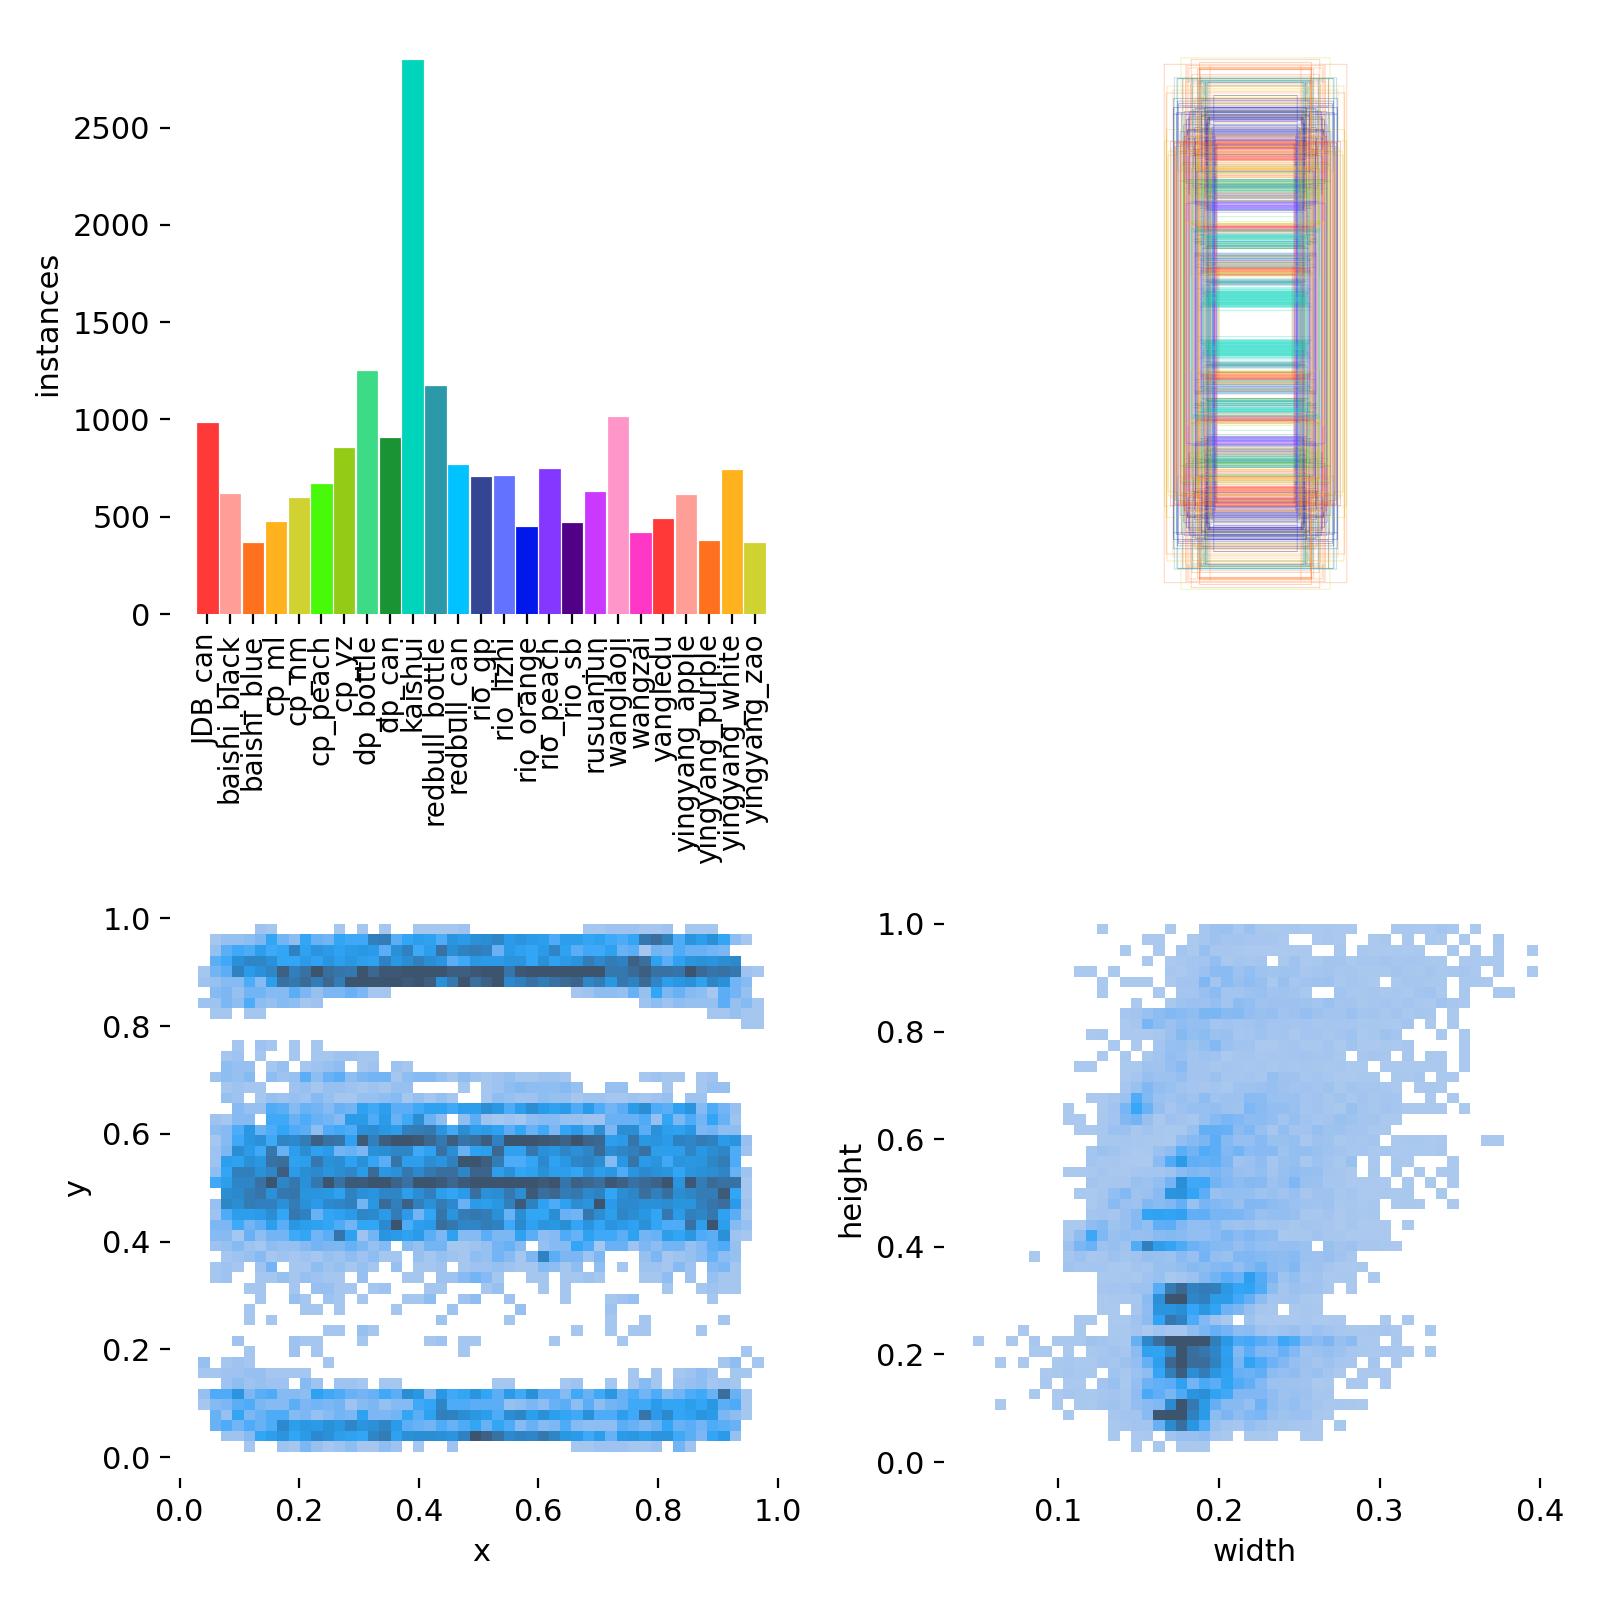 instances
2500
2000
1500
1000
500
0
JDB_can
baishi_black
baishi_blue
cp_ml
cp_nm
cp_peach
cp_yz
dp_bottle
dp_can
kaishui
redbull_bottle
redbull_can
rio_gp
rio_lizhi
rio_orange
rio_peach
rio_sb
rusuanjun
wanglaoji
wangzai
yangledu
yingyang_apple
yingyang_purple
yingyang_white
yingyang_zao
y
1.0
0.8
0.6
0.4
0.2
0.0
0.0 0.2 0.4 0.6 0.8 1.0
x
height
1.0
0.8
0.6
0.4
0.2
0.0
0.1 0.2 0.3 0.4
width